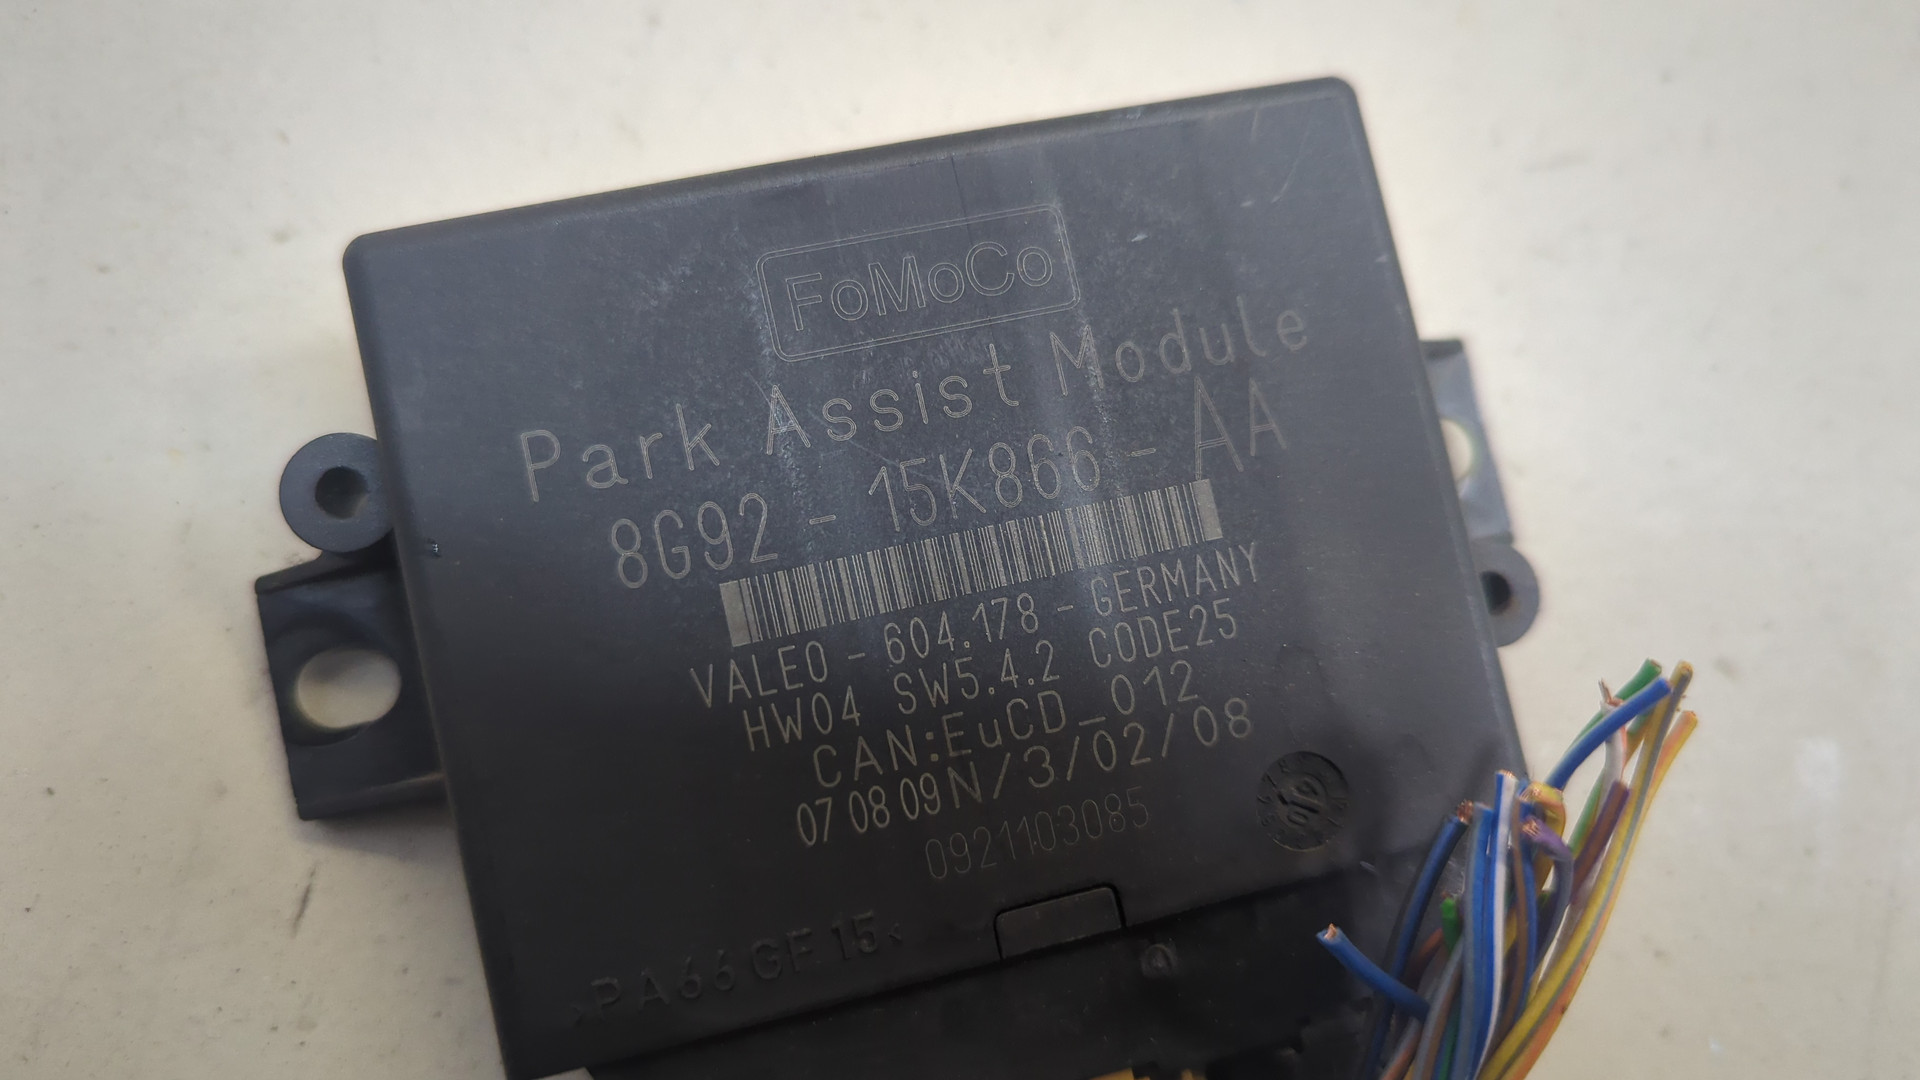 FoMoCo
Park Assist Module
8G92 - 15K866 - AA
VALEO - 604.178 - GERMANY
HW04 SW5.4.2 CODE25
CAN:EuCD_012
07 08 09 N/3/02/08
0921103085
>PA66 GF 15<